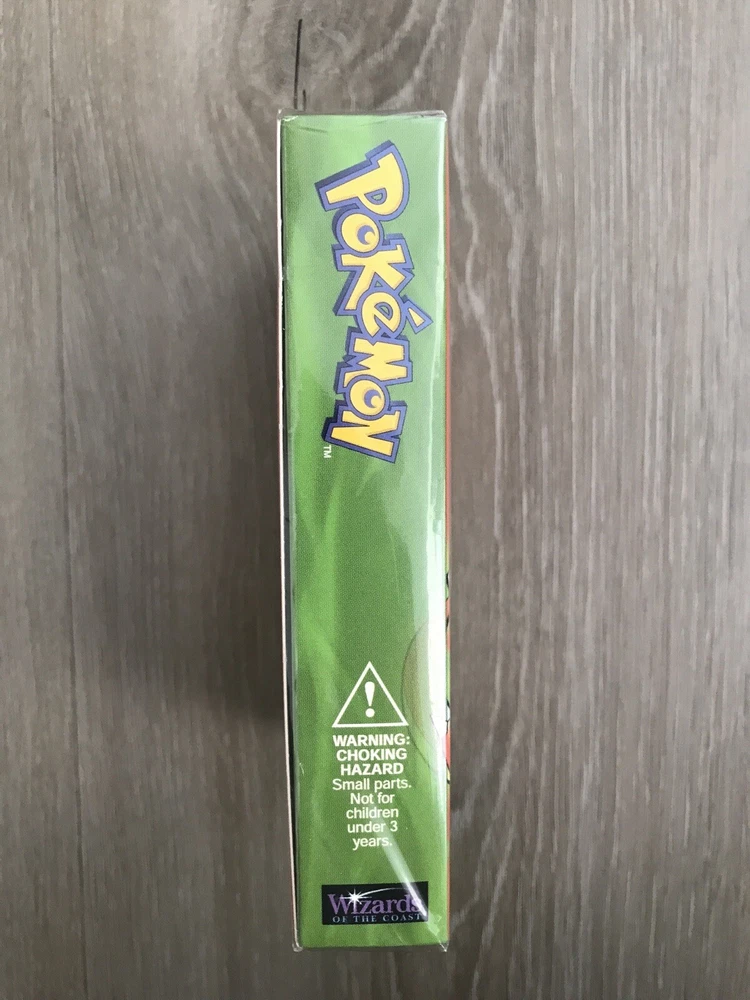 POKéMON
TM
!
WARNING:
CHOKING
HAZARD
Small parts.
Not for
children
under 3
years.
Wizards
OF THE COAST